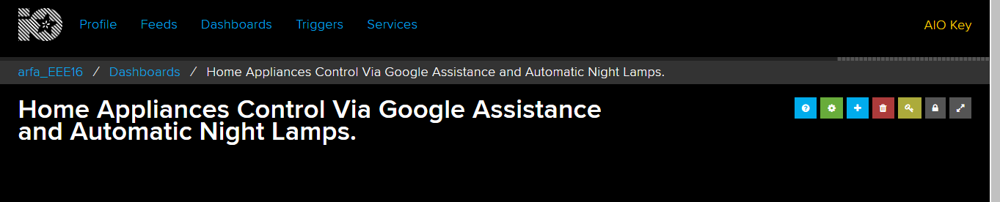 io
Profile Feeds Dashboards Triggers Services AIO Key
arfa_EEE16 / Dashboards / Home Appliances Control Via Google Assistance and Automatic Night Lamps.
Home Appliances Control Via Google Assistance
and Automatic Night Lamps.